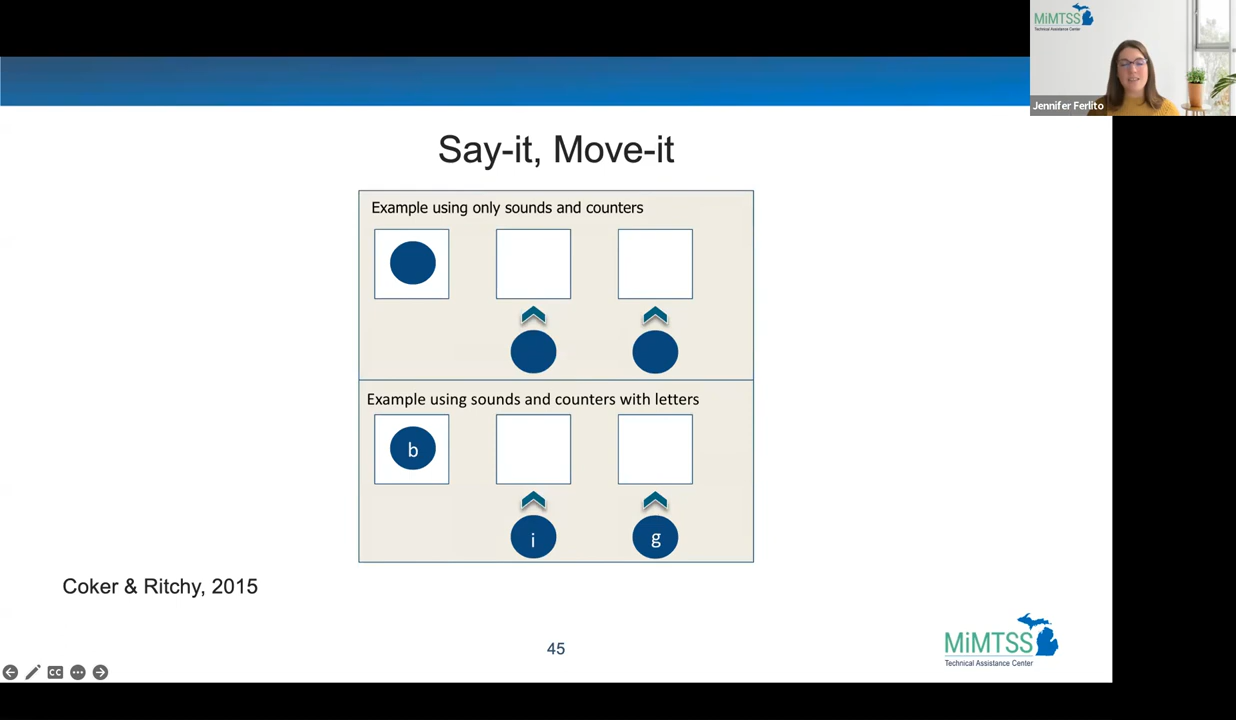 MiMTSS
Technical Assistance Center
Jennifer Ferlito
Say-it, Move-it
Example using only sounds and counters
Example using sounds and counters with letters
b
i
g
Coker & Ritchy, 2015
45
MiMTSS
Technical Assistance Center
CC